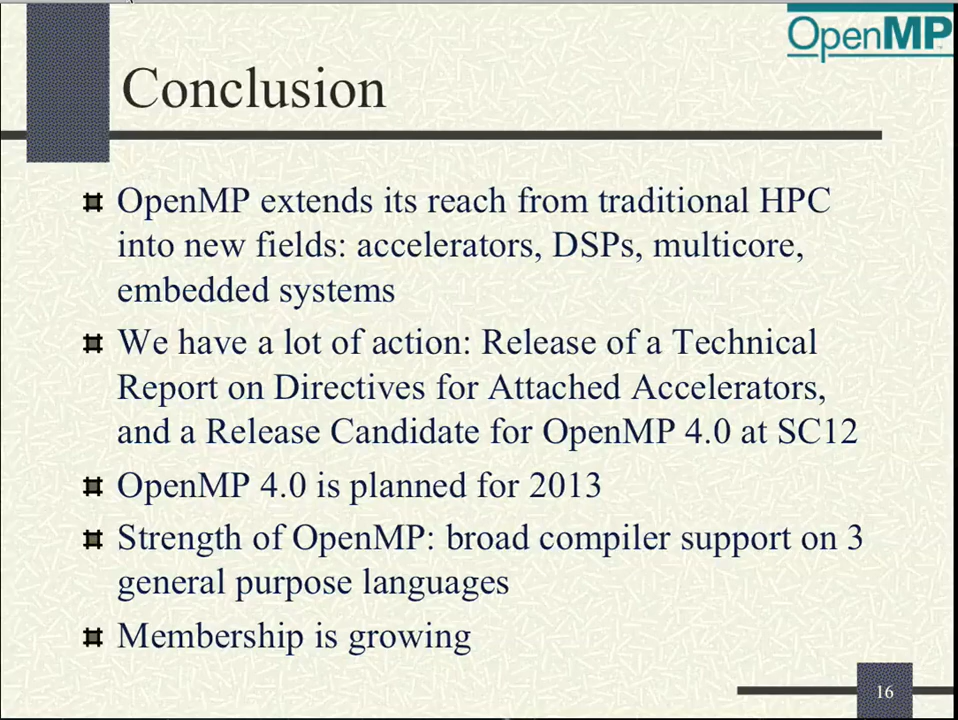 OpenMP
Conclusion
OpenMP extends its reach from traditional HPC
into new fields: accelerators, DSPs, multicore,
embedded systems
We have a lot of action: Release of a Technical
Report on Directives for Attached Accelerators,
and a Release Candidate for OpenMP 4.0 at SC12
OpenMP 4.0 is planned for 2013
Strength of OpenMP: broad compiler support on 3
general purpose languages
Membership is growing
16